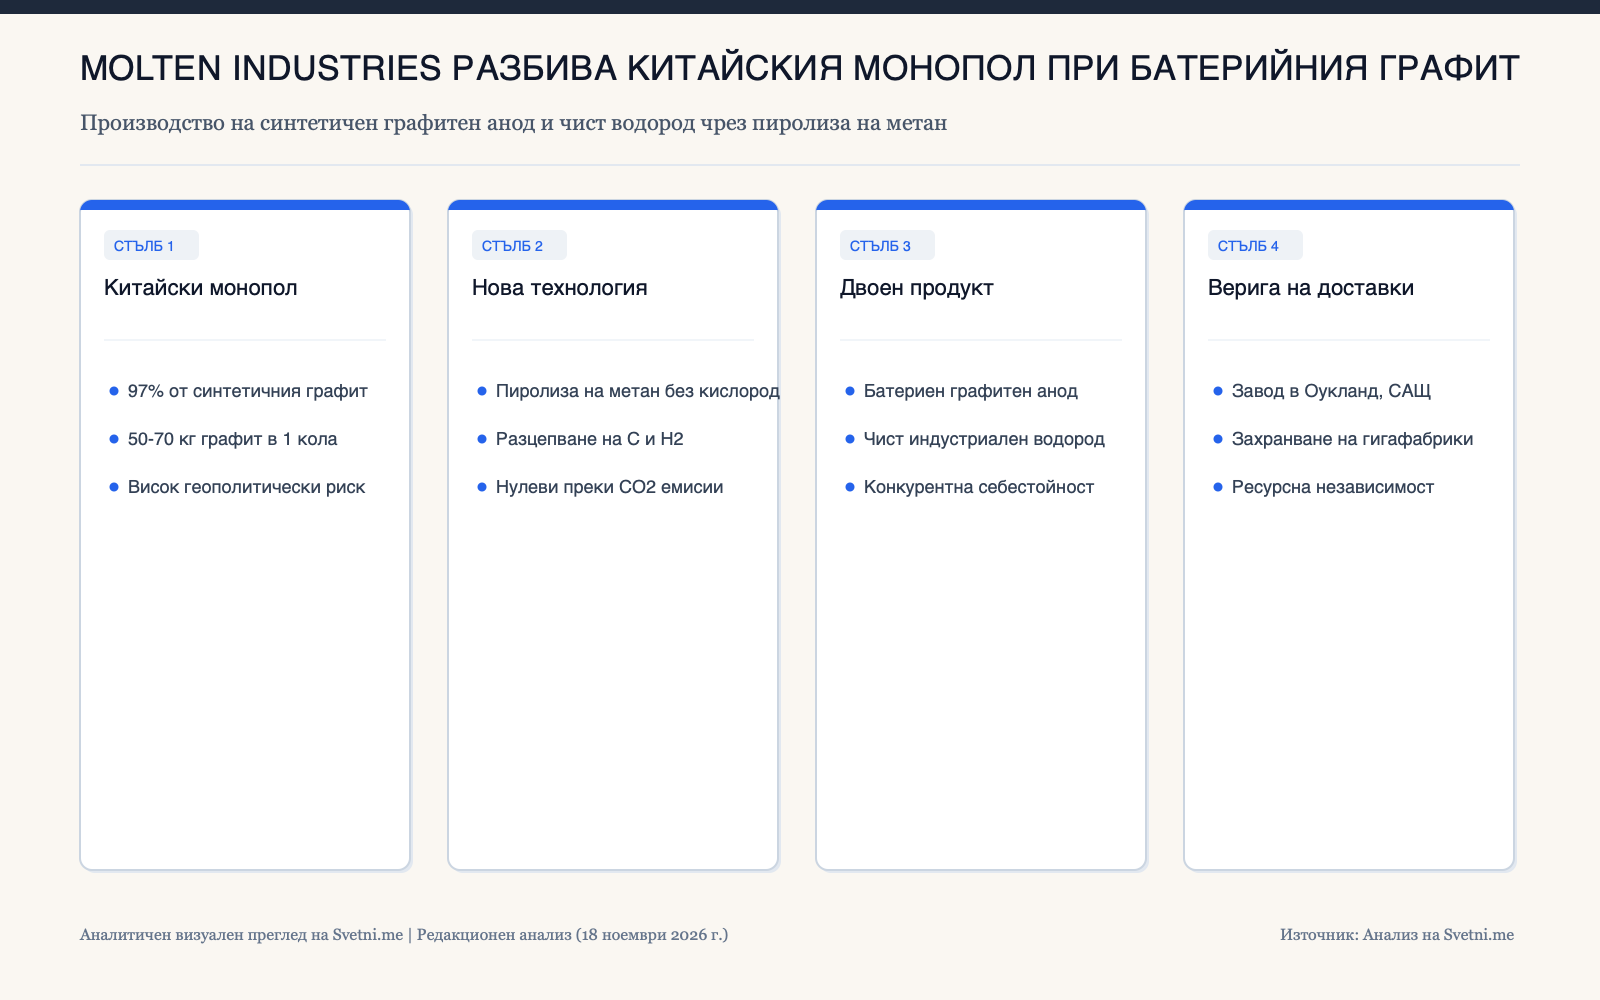 MOLTEN INDUSTRIES РАЗБИВА КИТАЙСКИЯ МОНОПОЛ ПРИ БАТЕРИЙНИЯ ГРАФИТ
Производство на синтетичен графитен анод и чист водород чрез пиролиза на метан
СТЪЛБ 1
Китайски монопол
97% от синтетичния графит
50-70 кг графит в 1 кола
Висок геополитически риск
СТЪЛБ 2
Нова технология
Пиролиза на метан без кислород
Разцепване на C и H2
Нулеви преки CO2 емисии
СТЪЛБ 3
Двоен продукт
Батериен графитен анод
Чист индустриален водород
Конкурентна себестойност
СТЪЛБ 4
Верига на доставки
Завод в Оукланд, САЩ
Захранване на гигафабрики
Ресурсна независимост
Аналитичен визуален преглед на Svetni.me | Редакционен анализ (18 ноември 2026 г.)
Източник: Анализ на Svetni.me